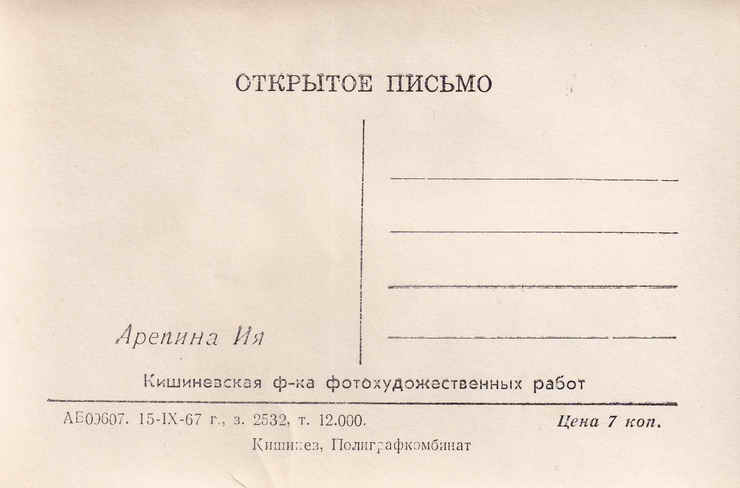 ОТКРЫТОЕ ПИСЬМО
Арепина Ия
Кишиневская ф-ка фотохудожественных работ
АБ00607. 15-IX-67 г., з. 2532, т. 12.000.
Цена 7 коп.
Кишинев, Полиграфкомбинат